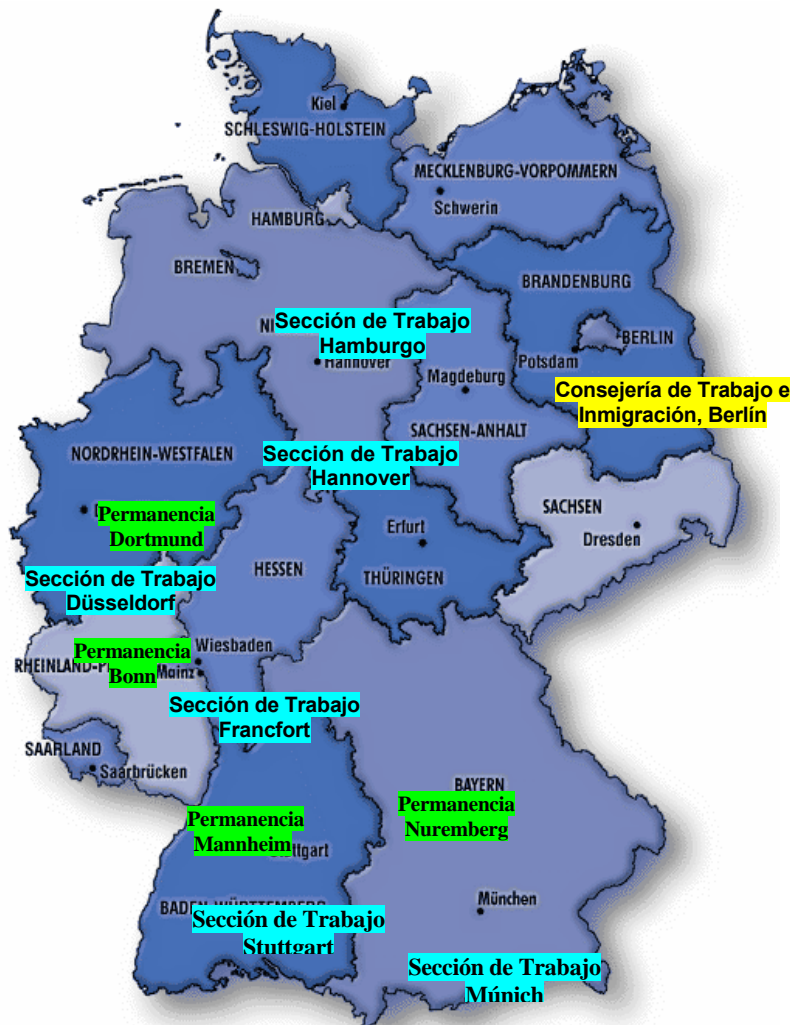 Kiel
SCHLESWIG-HOLSTEIN
MECKLENBURG-VORPOMMERN
Schwerin
HAMBURG
BREMEN
BRANDENBURG
Sección de Trabajo
Hamburgo
BERLIN
Potsdam
Hannover
Magdeburg
Consejería de Trabajo e
Inmigración, Berlín
SACHSEN-ANHALT
NORDRHEIN-WESTFALEN
Sección de Trabajo
Hannover
SACHSEN
Permanencia
Dortmund
Erfurt
Dresden
HESSEN
THÜRINGEN
Sección de Trabajo
Düsseldorf
Wiesbaden
Permanencia
Bonn
Mainz
Sección de Trabajo
Francfort
SAARLAND
Saarbrücken
BAYERN
Permanencia
Mannheim
Permanencia
Nuremberg
München
BADEN-WÜRTTEMBERG
Sección de Trabajo
Stuttgart
Sección de Trabajo
Múnich